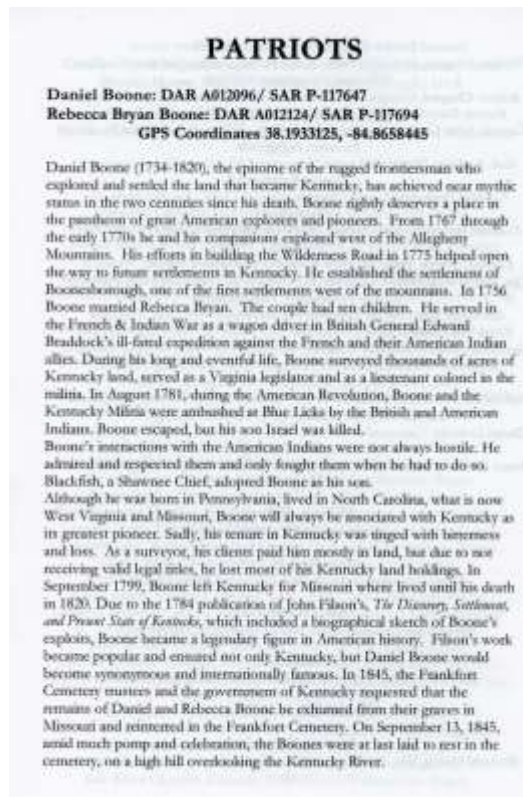 PATRIOTS
Daniel Boone: DAR A012096/ SAR P-117647
Rebecca Bryan Boone: DAR A012124/ SAR P-117694
GPS Coordinates 38.1933125, -84.8658445
Daniel Boone (1734-1820), the epitome of the rugged frontiersman who
explored and settled the land that became Kentucky, has achieved near mythic
status in the two centuries since his death. Boone rightly deserves a place in
the pantheon of great American explorers and pioneers. From 1767 through
the early 1770s he and his companions explored west of the Allegheny
Mountains. His efforts in building the Wilderness Road in 1775 helped open
the way to future settlements in Kentucky. He established the settlement of
Boonesborough, one of the first settlements west of the mountains. In 1756
Boone married Rebecca Bryan. The couple had ten children. He served in
the French & Indian War as a wagon driver in British General Edward
Braddock's ill-fated expedition against the French and their American Indian
allies. During his long and eventful life, Boone surveyed thousands of acres of
Kentucky land, served as a Virginia legislator and as a lieutenant colonel in the
militia. In August 1781, during the American Revolution, Boone and the
Kentucky Militia were ambushed at Blue Licks by the British and American
Indians. Boone escaped, but his son Israel was killed.
Boone's interactions with the American Indians were not always hostile. He
admired and respected them and only fought them when he had to do so.
Blackfish, a Shawnee Chief, adopted Boone as his son.
Although he was born in Pennsylvania, lived in North Carolina, what is now
West Virginia and Missouri, Boone will always be associated with Kentucky as
its greatest pioneer. Sadly, his tenure in Kentucky was tinged with bitterness
and loss. As a surveyor, his clients paid him mostly in land, but due to not
receiving valid legal titles, he lost most of his Kentucky land holdings. In
September 1799, Boone left Kentucky for Missouri where lived until his death
in 1820. Due to the 1784 publication of John Filson's, The Discovery, Settlement,
and Present State of Kentucke, which included a biographical sketch of Boone's
exploits, Boone became a legendary figure in American history. Filson's work
became popular and ensured not only Kentucky, but Daniel Boone would
become synonymous and internationally famous. In 1845, the Frankfort
Cemetery trustees and the government of Kentucky requested that the
remains of Daniel and Rebecca Boone be exhumed from their graves in
Missouri and reinterred in the Frankfort Cemetery. On September 13, 1845,
amid much pomp and celebration, the Boones were at last laid to rest in the
cemetery, on a high hill overlooking the Kentucky River.